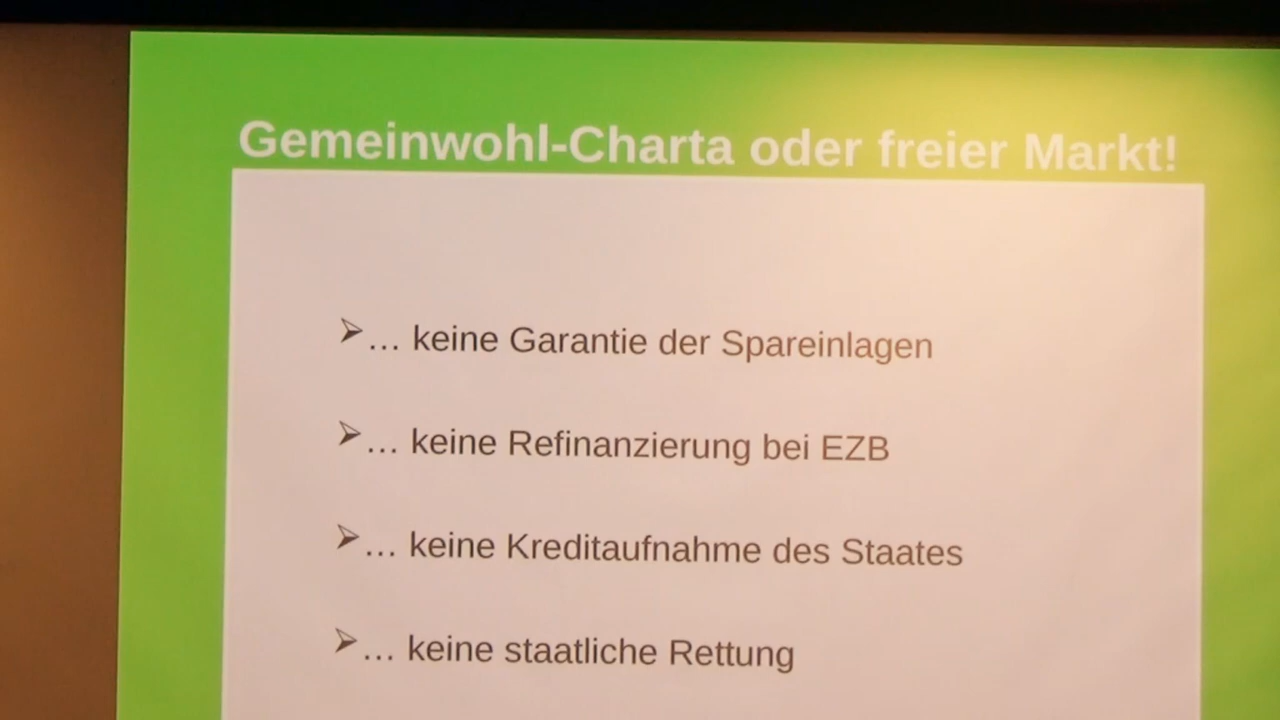 Gemeinwohl-Charta oder freier Markt!
➢… keine Garantie der Spareinlagen
➢… keine Refinanzierung bei EZB
➢… keine Kreditaufnahme des Staates
➢… keine staatliche Rettung